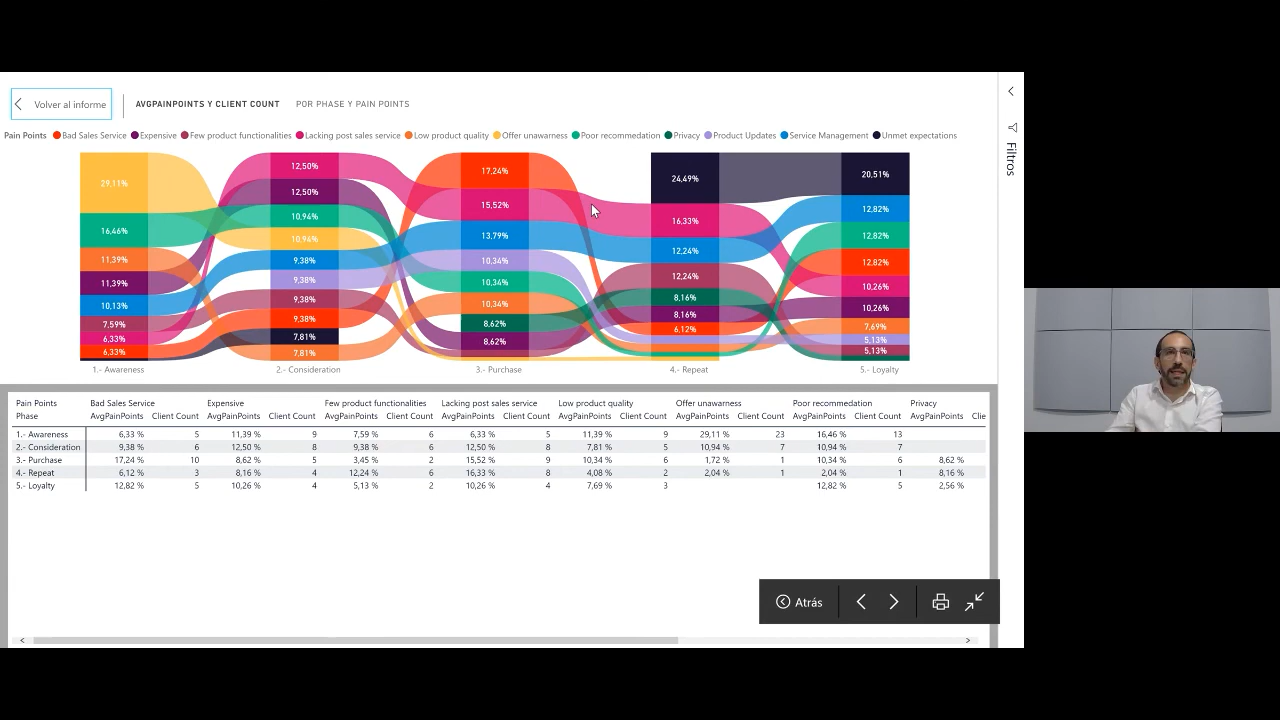 Volver al informe
AVGPAINPOINTS Y CLIENT COUNT
POR PHASE Y PAIN POINTS
Filtros
Pain Points Bad Sales Service Expensive Few product functionalities Lacking post sales service Low product quality Offer unawarness Poor recommedation Privacy Product Updates Service Management Unmet expectations
29,11% 12,50% 17,24% 24,49% 20,51%
16,46% 12,50% 15,52% 16,33% 12,82%
11,39% 10,94% 13,79% 12,24% 12,82%
11,39% 10,94% 10,34% 12,24% 12,82%
10,13% 9,38% 10,34% 8,16% 10,26%
7,59% 9,38% 10,34% 8,16% 10,26%
6,33% 9,38% 8,62% 6,12% 7,69%
6,33% 9,38% 8,62% 5,13%
7,81% 5,13%
7,81%
1.- Awareness 2.- Consideration 3.- Purchase 4.- Repeat 5.- Loyalty
Pain Points Bad Sales Service Expensive Few product functionalities Lacking post sales service Low product quality Offer unawarness Poor recommedation Privacy
Phase AvgPainPoints Client Count AvgPainPoints Client Count AvgPainPoints Client Count AvgPainPoints Client Count AvgPainPoints Client Count AvgPainPoints Client Count AvgPainPoints Client Count AvgPainPoints Clie
1.- Awareness 6,33 % 5 11,39 % 9 7,59 % 6 6,33 % 5 11,39 % 9 29,11 % 23 16,46 % 13
2.- Consideration 9,38 % 6 12,50 % 8 9,38 % 6 12,50 % 8 7,81 % 5 10,94 % 7 10,94 % 7
3.- Purchase 17,24 % 10 8,62 % 5 3,45 % 2 15,52 % 9 10,34 % 6 1,72 % 1 10,34 % 6 8,62 %
4.- Repeat 6,12 % 3 8,16 % 4 12,24 % 6 16,33 % 8 4,08 % 2 2,04 % 1 2,04 % 1 8,16 %
5.- Loyalty 12,82 % 5 10,26 % 4 5,13 % 2 10,26 % 4 7,69 % 3 12,82 % 5 2,56 %
Atrás